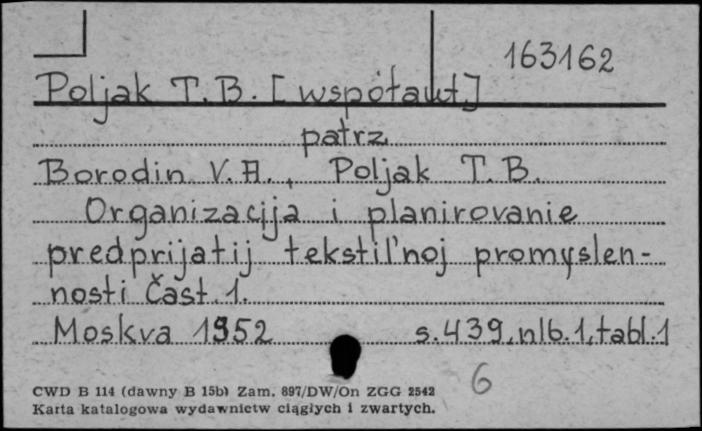 163162
Poljak T.B. [współaut.]
patrz
Borodin V.A., Poljak T.B.
Organizacija i planirovanie
predprijatij tekstil'noj promyslen-
nosti Čast. 1.
Moskva 1952 s. 439, nlb. 1, tabl. 1
6
CWD B 114 (dawny B 15b) Zam. 897/DW/On ZGG 2542
Karta katalogowa wydawnictw ciągłych i zwartych.